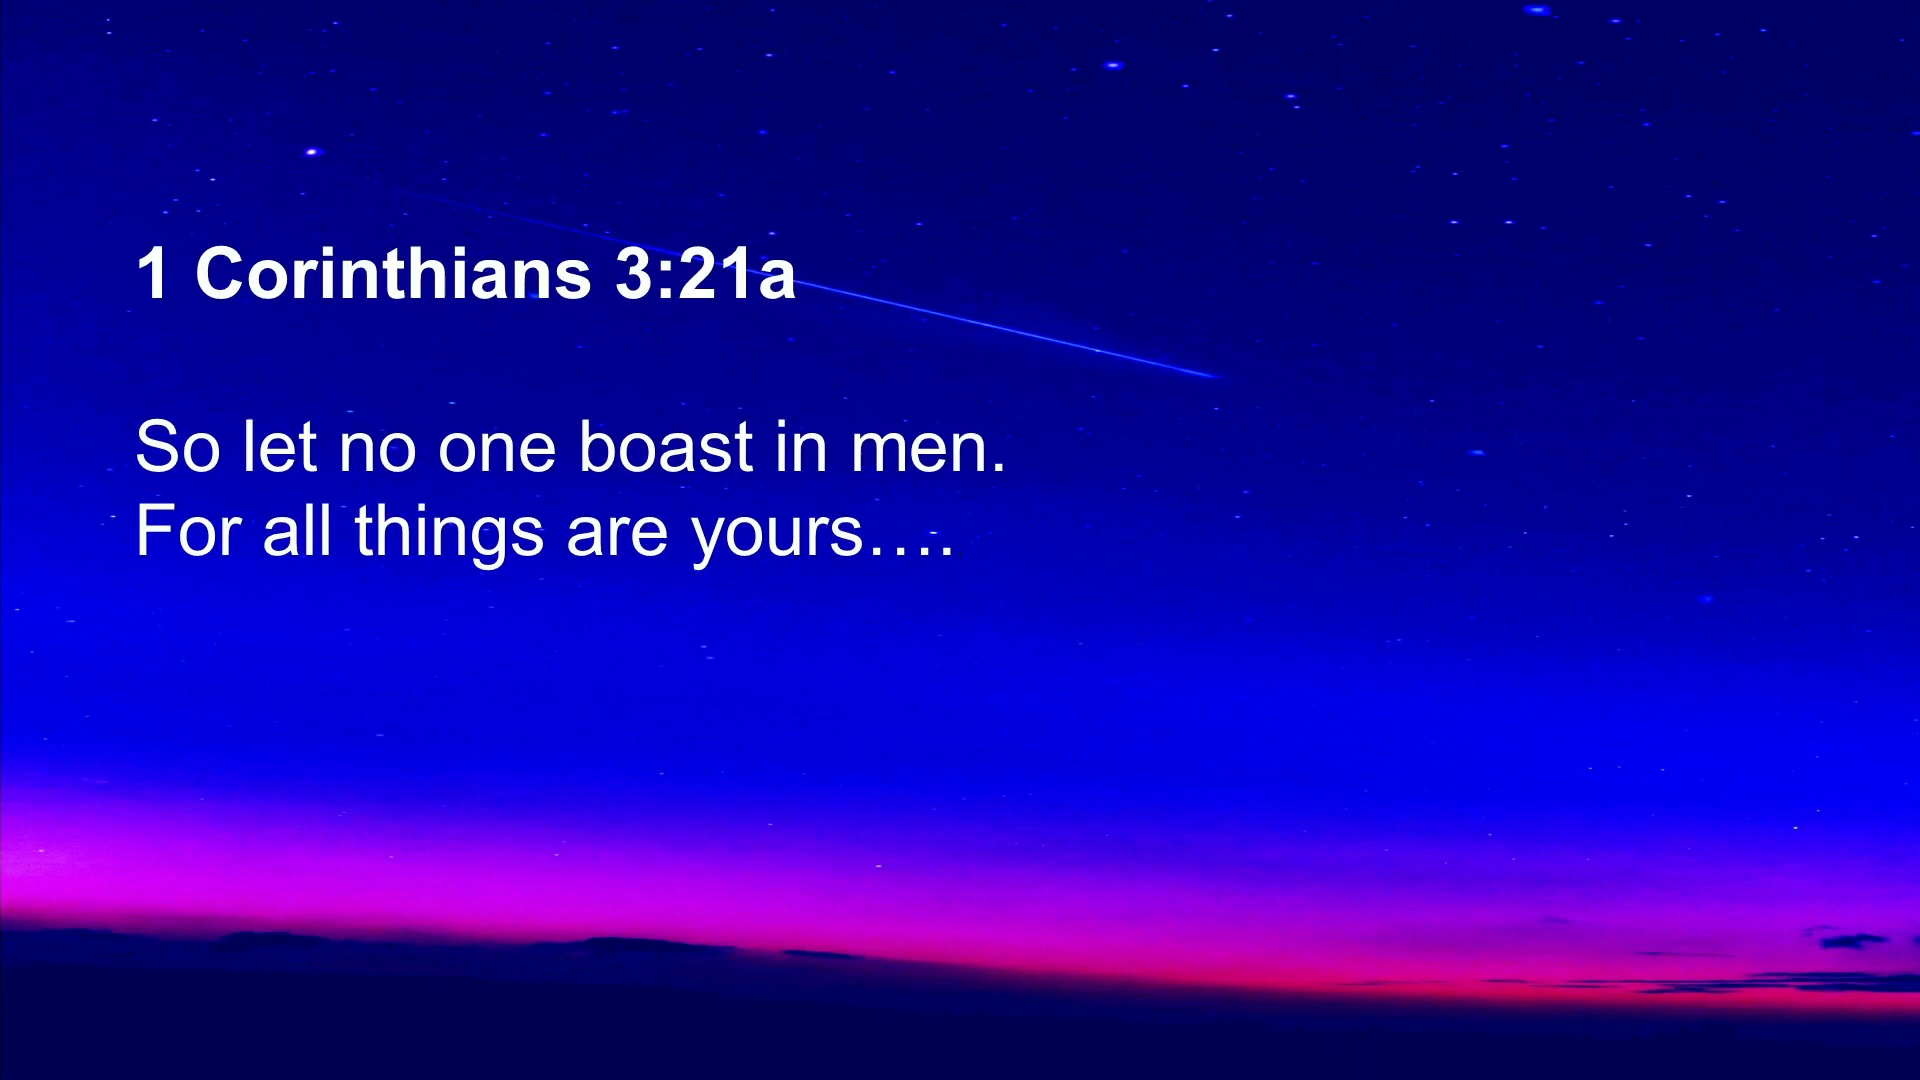 1 Corinthians 3:21a
So let no one boast in men.
For all things are yours….